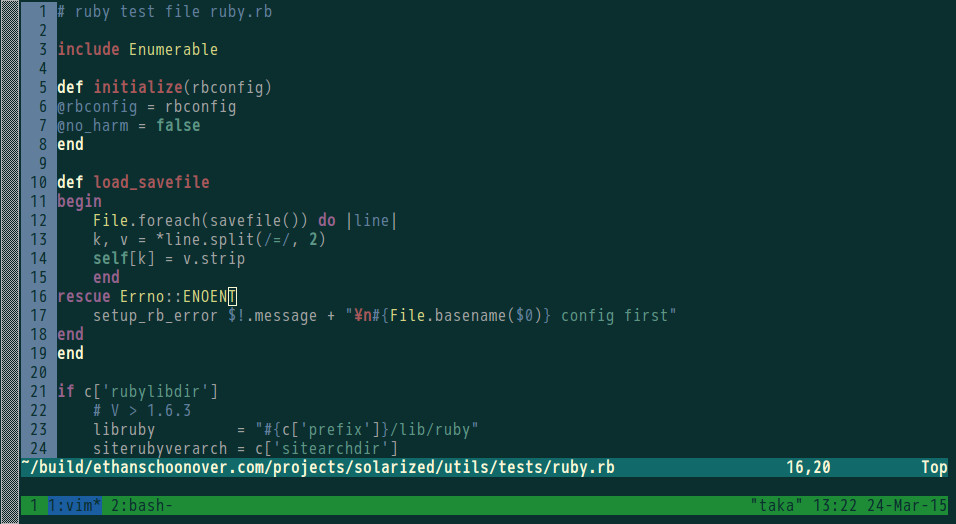 1 # ruby test file ruby.rb
2
3 include Enumerable
4
5 def initialize(rbconfig)
6 @rbconfig = rbconfig
7 @no_harm = false
8 end
9
10 def load_savefile
11 begin
12     File.foreach(savefile()) do |line|
13     k, v = *line.split(/=/, 2)
14     self[k] = v.strip
15     end
16 rescue Errno::ENOENT
17     setup_rb_error $!.message + "¥n#{File.basename($0)} config first"
18 end
19 end
20
21 if c['rubylibdir']
22     # V > 1.6.3
23     libruby         = "#{c['prefix']}/lib/ruby"
24     siterubyverarch = c['sitearchdir']
~/build/ethanschoonover.com/projects/solarized/utils/tests/ruby.rb 16,20 Top
1 1:vim* 2:bash- "taka" 13:22 24-Mar-15